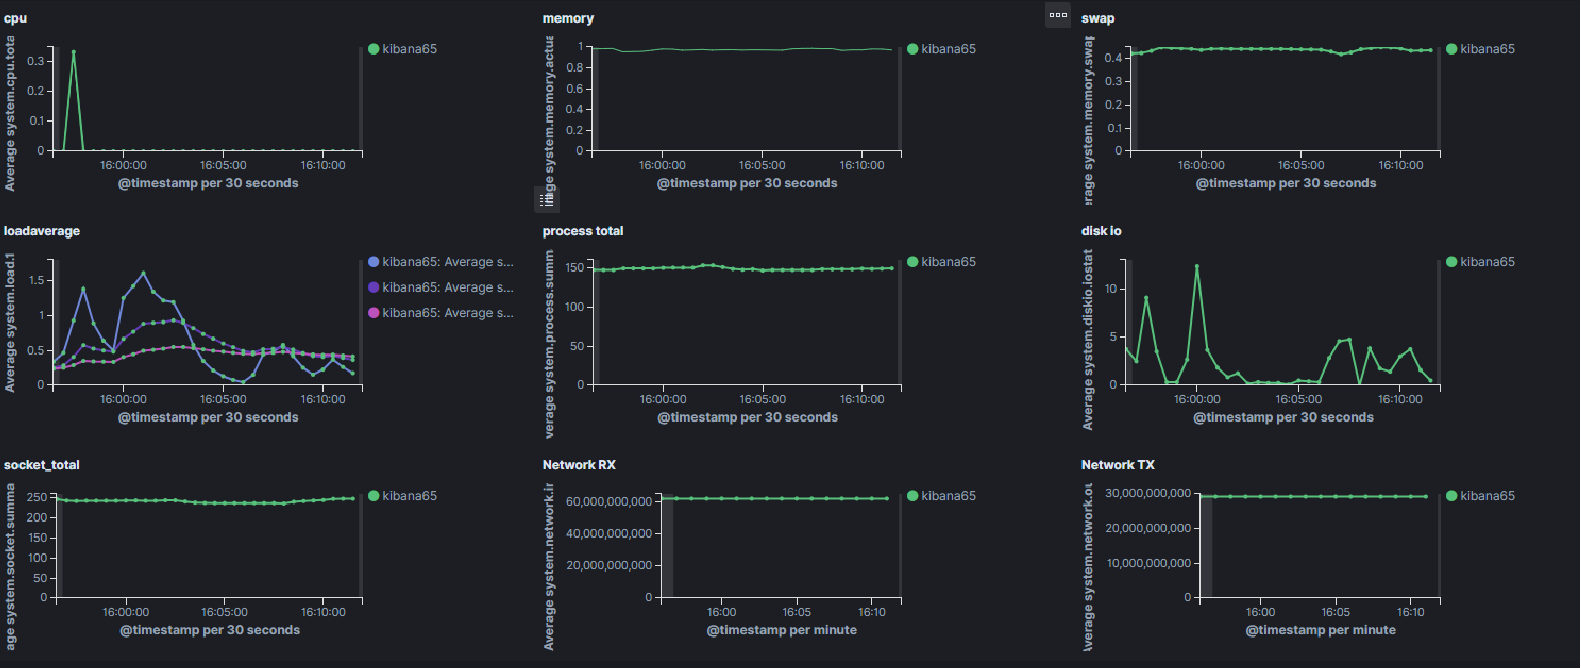 cpu
Average system.cpu.tota
0.3
0.2
0.1
0
16:00:00 16:05:00 16:10:00
@timestamp per 30 seconds
kibana65
memory
ge system.memory.actua
1
0.8
0.6
0.4
0.2
0
16:00:00 16:05:00 16:10:00
@timestamp per 30 seconds
kibana65
swap
erage system.memory.swap
0.4
0.3
0.2
0.1
0
16:00:00 16:05:00 16:10:00
@timestamp per 30 seconds
kibana65
loadaverage
Average system.load.1
1.5
1
0.5
0
16:00:00 16:05:00 16:10:00
@timestamp per 30 seconds
kibana65: Average s...
kibana65: Average s...
kibana65: Average s...
process total
verage system.process.summ
150
100
50
0
16:00:00 16:05:00 16:10:00
@timestamp per 30 seconds
kibana65
disk io
Average system.diskio.iostat
10
5
0
16:00:00 16:05:00 16:10:00
@timestamp per 30 seconds
kibana65
socket_total
age system.socket.summa
250
200
150
100
50
0
16:00:00 16:05:00 16:10:00
@timestamp per 30 seconds
kibana65
Network RX
Average system.network.in
60,000,000,000
40,000,000,000
20,000,000,000
0
16:00 16:05 16:10
@timestamp per minute
kibana65
Network TX
verage system.network.ou
30,000,000,000
20,000,000,000
10,000,000,000
0
16:00 16:05 16:10
@timestamp per minute
kibana65